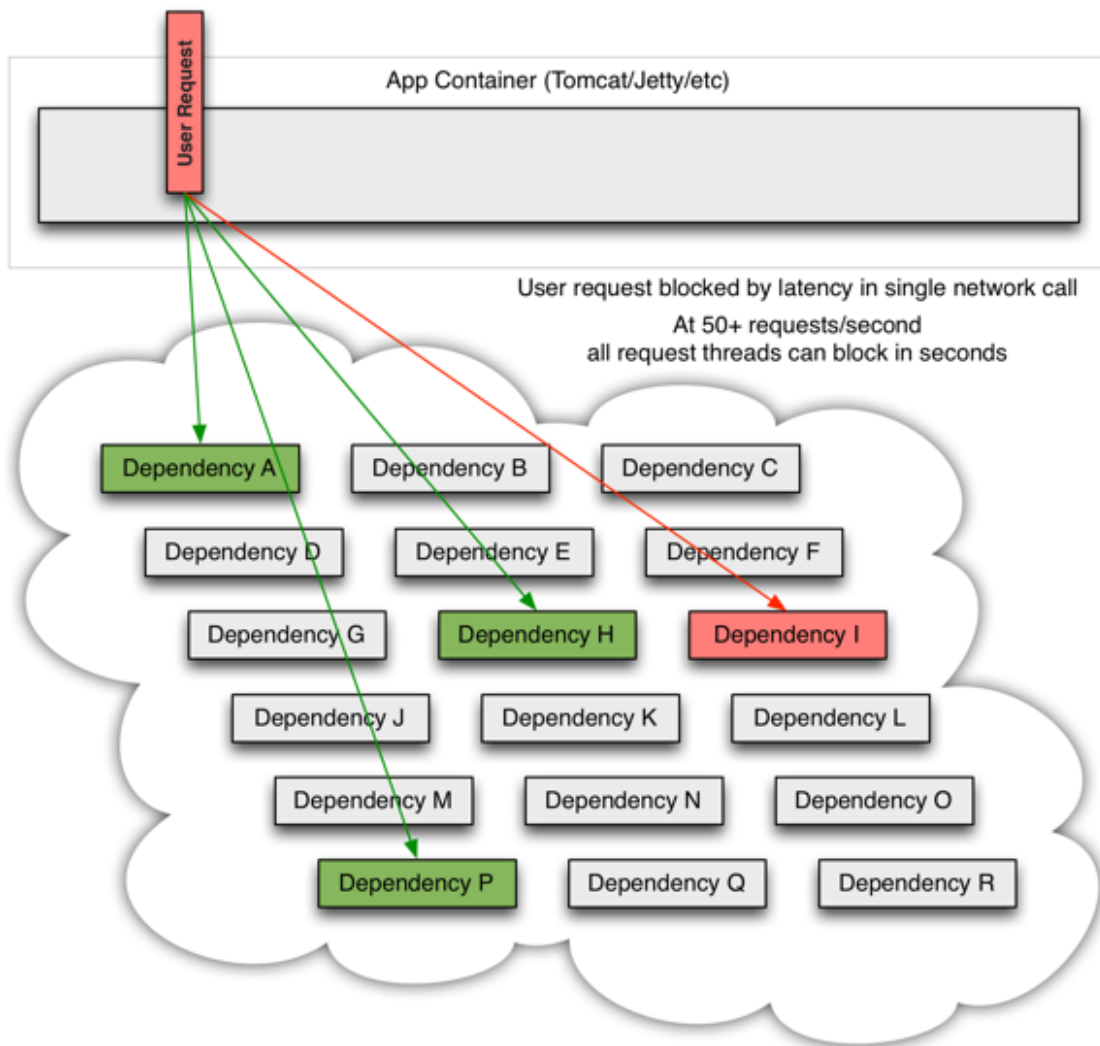 User Request
App Container (Tomcat/Jetty/etc)
User request blocked by latency in single network call
At 50+ requests/second
all request threads can block in seconds
Dependency A
Dependency B
Dependency C
Dependency D
Dependency E
Dependency F
Dependency G
Dependency H
Dependency I
Dependency J
Dependency K
Dependency L
Dependency M
Dependency N
Dependency O
Dependency P
Dependency Q
Dependency R